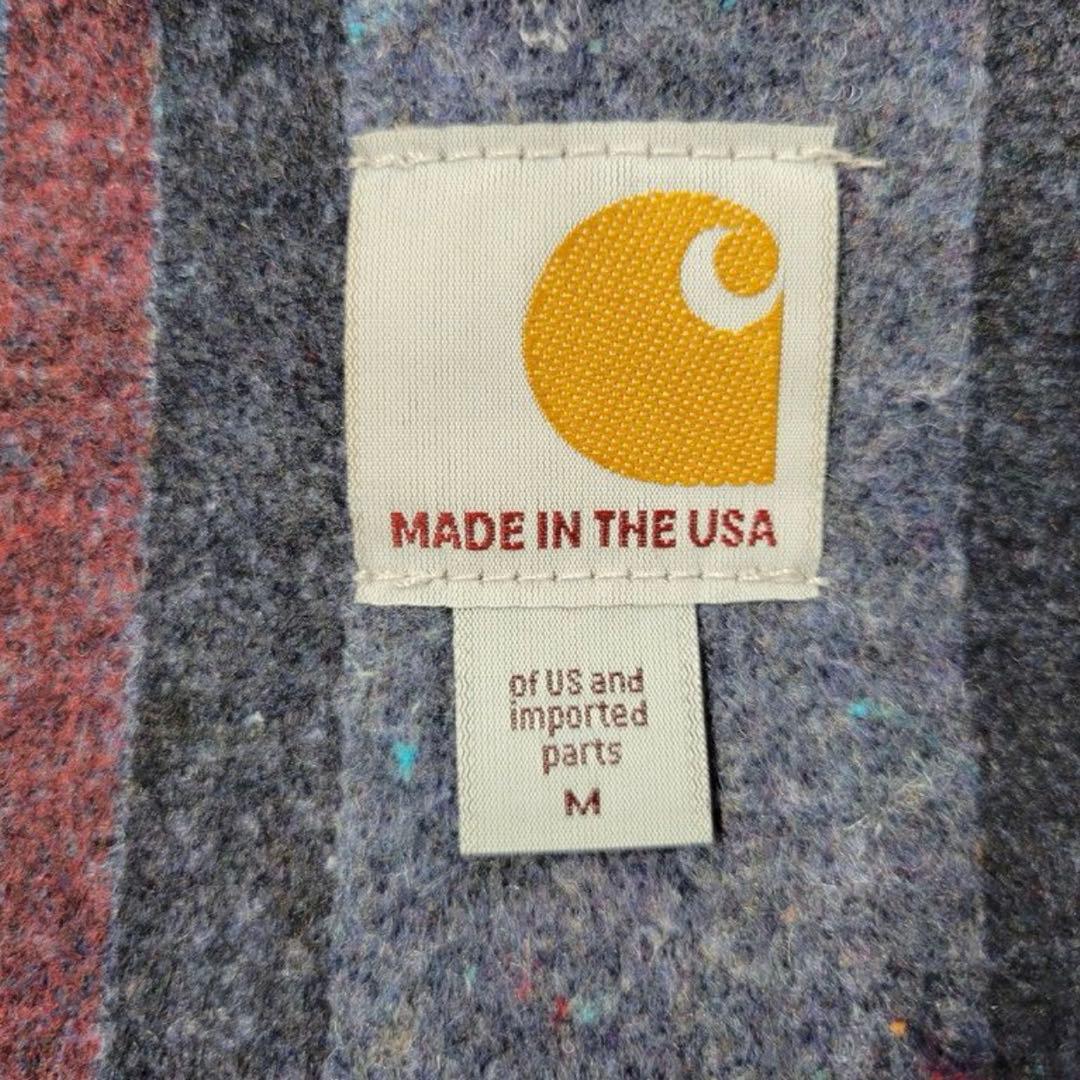 MADE IN THE USA
of US and
imported
parts
M